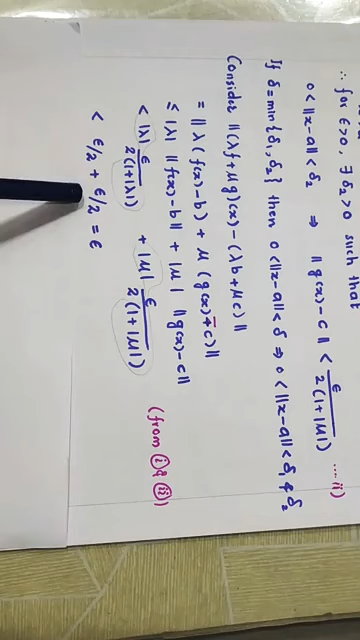 ∴ for ε>0, ∃ δ₂>0 such that
0 < ||x-a|| < δ₂ ⇒ || g(x) - c || < ε/2(1+|μ|) ....ii)
If δ = min{δ₁, δ₂} then 0 < ||x-a|| < δ ⇒ 0 < ||x-a|| < δ₁ & δ₂
Consider || (λf + μg)(x) - (λb + μc) ||
= || λ (f(x) - b) + μ (g(x) - c) ||
≤ |λ| || f(x) - b || + |μ| || g(x) - c ||
< |λ| ε/2(1+|λ|) + |μ| ε/2(1+|μ|) (from ⓘ & ⓘⓘ)
< ε/2 + ε/2 = ε